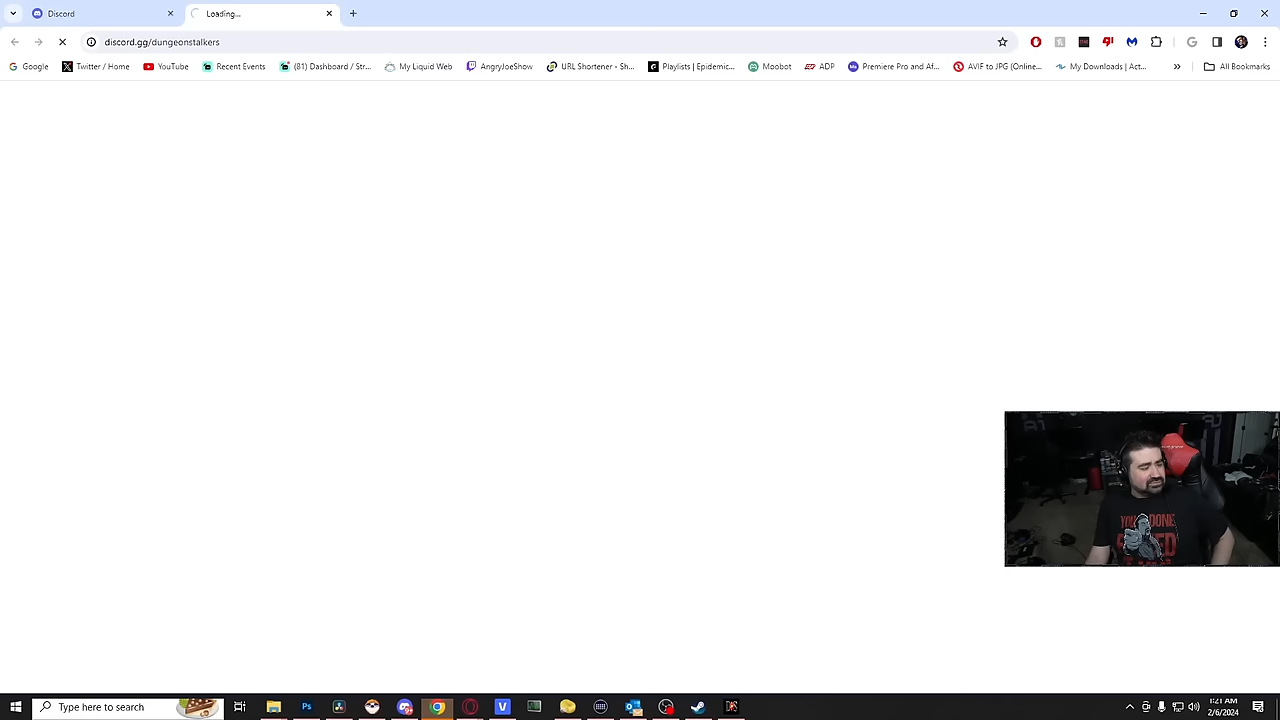 Discord
Loading...
discord.gg/dungeonstalkers
Google
Twitter / Home
YouTube
Recent Events
(81) Dashboard / Str...
My Liquid Web
AngryJoeShow
URL Shortener - Sh...
Playlists | Epidemic...
Moobot
ADP
Premiere Pro and Af...
AVIF to JPG (Online...
My Downloads | Act...
All Bookmarks
YOU DONE
Type here to search
1:21 AM
2/6/2024